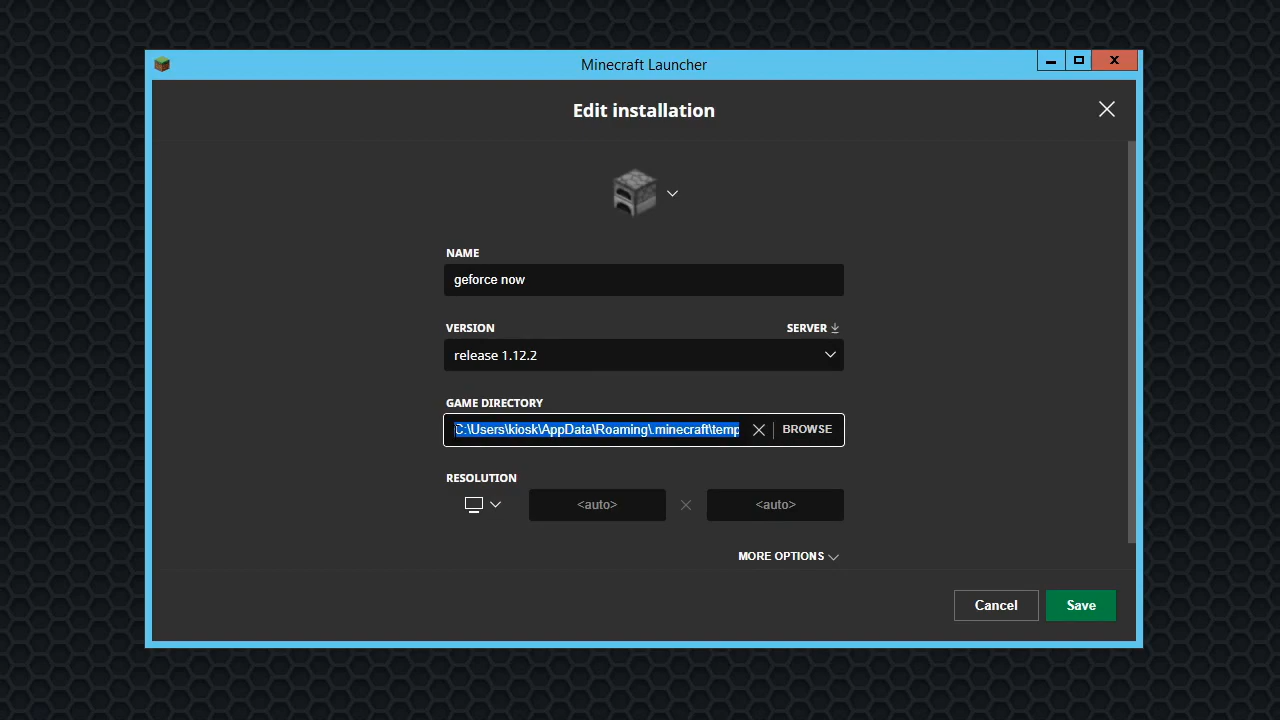 Minecraft Launcher
Edit installation
NAME
geforce now
VERSION
SERVER
release 1.12.2
GAME DIRECTORY
C:\Users\kiosk\AppData\Roaming\.minecraft\temp
BROWSE
RESOLUTION
<auto> <auto>
MORE OPTIONS
Cancel
Save